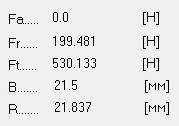 Fa..... 0.0 [H]
Fr...... 199.481 [H]
Ft...... 530.133 [H]
B....... 21.5 [мм]
R....... 21.837 [мм]